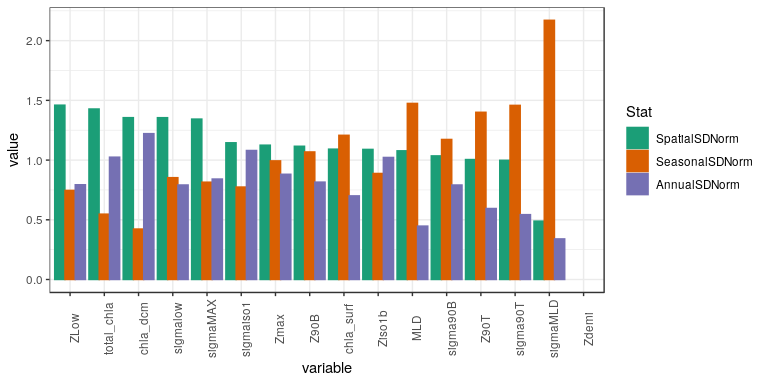 2.0
1.5
1.0
0.5
0.0
value
ZLow
total_chla
chla_dcm
sigmalow
sigmaMAX
sigmaIso1
Zmax
Z90B
chla_surf
ZIso1b
MLD
sigma90B
Z90T
sigma90T
sigmaMLD
Zdemi
variable
Stat
SpatialSDNorm
SeasonalSDNorm
AnnualSDNorm